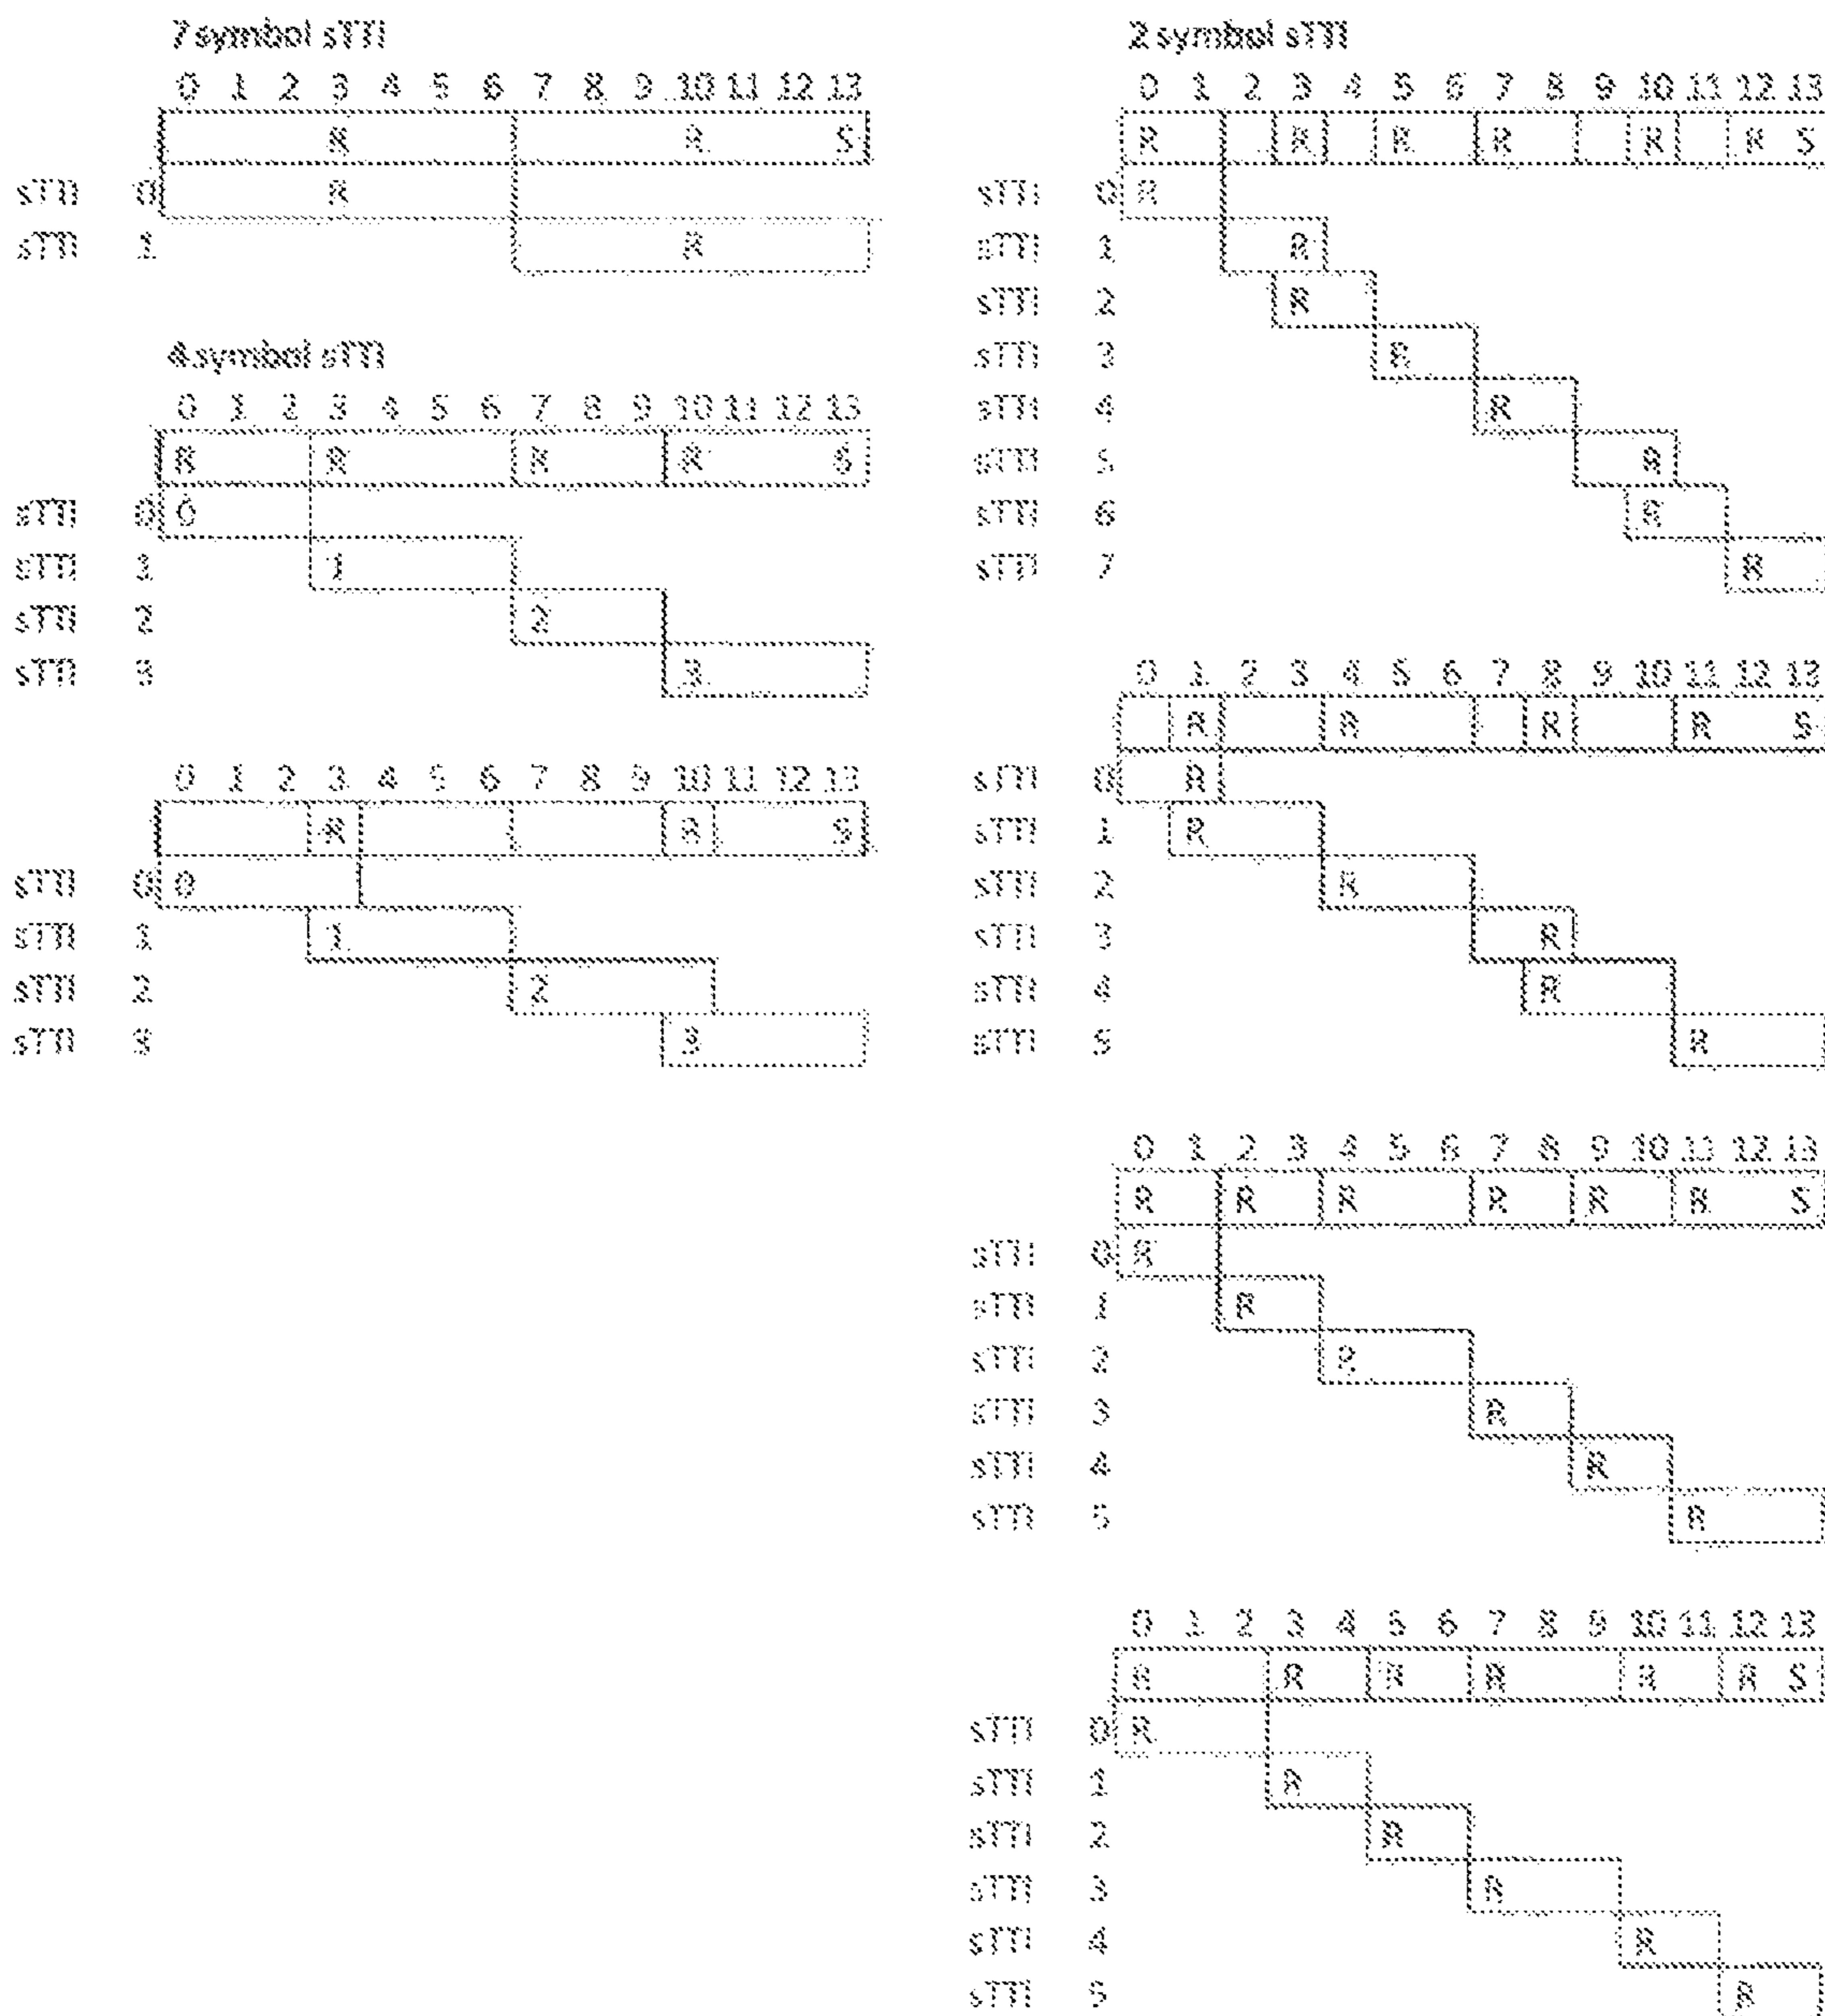 7 symbol sTTI
0 1 2 3 4 5 6 7 8 9 10 11 12 13
R R S
sTTI 0 R
sTTI 1 R
4 symbol sTTI
0 1 2 3 4 5 6 7 8 9 10 11 12 13
R R R R S
sTTI 0 0
sTTI 1 1
sTTI 2 2
sTTI 3 3
0 1 2 3 4 5 6 7 8 9 10 11 12 13
R R S
sTTI 0 0
sTTI 1 1
sTTI 2 2
sTTI 3 3
2 symbol sTTI
0 1 2 3 4 5 6 7 8 9 10 11 12 13
R R R R R R S
sTTI 0 R
sTTI 1 R
sTTI 2 R
sTTI 3 R
sTTI 4 R
sTTI 5 R
sTTI 6 R
sTTI 7 R
0 1 2 3 4 5 6 7 8 9 10 11 12 13
R R R R S
sTTI 0 R
sTTI 1 R
sTTI 2 R
sTTI 3 R
sTTI 4 R
sTTI 5 R
0 1 2 3 4 5 6 7 8 9 10 11 12 13
R R R R R R S
sTTI 0 R
sTTI 1 R
sTTI 2 R
sTTI 3 R
sTTI 4 R
sTTI 5 R
0 1 2 3 4 5 6 7 8 9 10 11 12 13
R R R R R R S
sTTI 0 R
sTTI 1 R
sTTI 2 R
sTTI 3 R
sTTI 4 R
sTTI 5 R